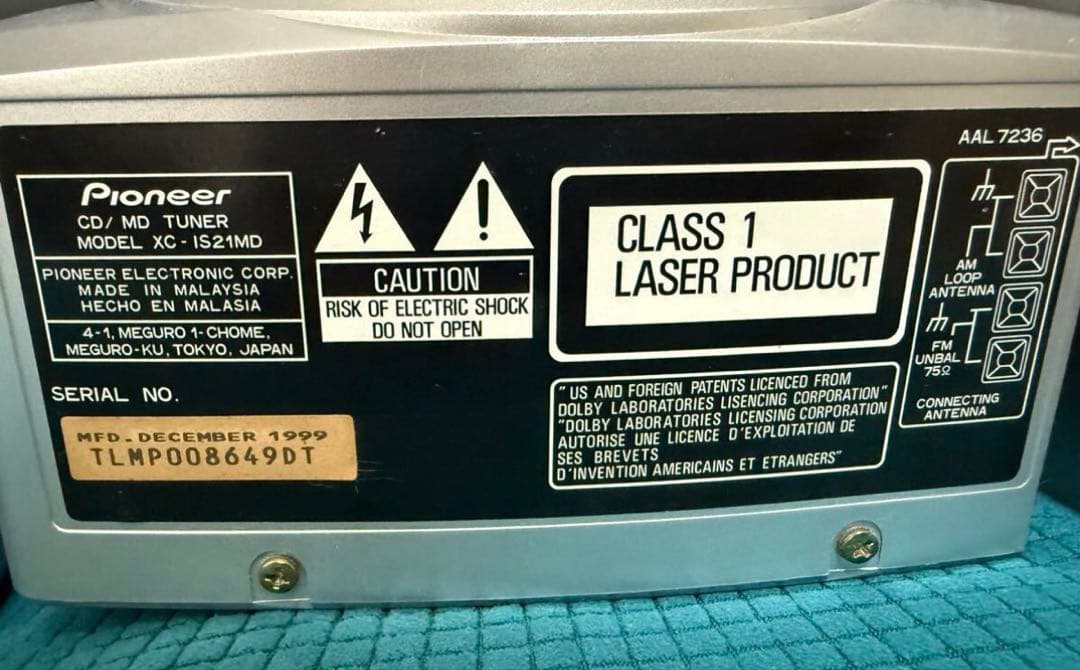 Pioneer
CD/ MD TUNER
MODEL XC-IS21MD
PIONEER ELECTRONIC CORP.
MADE IN MALAYSIA
HECHO EN MALASIA
4-1, MEGURO 1-CHOME,
MEGURO-KU, TOKYO, JAPAN
SERIAL NO.
MFD. DECEMBER 1999
TLMP008649DT
CAUTION
RISK OF ELECTRIC SHOCK
DO NOT OPEN
CLASS 1
LASER PRODUCT
"US AND FOREIGN PATENTS LICENCED FROM
DOLBY LABORATORIES LISENCING CORPORATION"
"DOLBY LABORATORIES LICENSING CORPORATION
AUTORISE UNE LICENCE D'EXPLOITATION DE
SES BREVETS
D'INVENTION AMERICAINS ET ETRANGERS"
AAL7236
AM
LOOP
ANTENNA
FM
UNBAL
75Ω
CONNECTING
ANTENNA